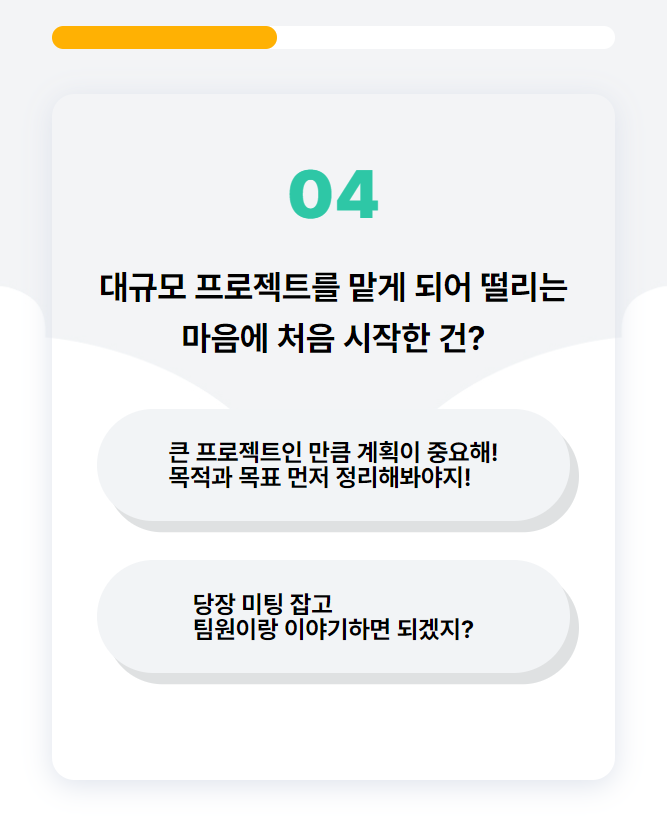 04
대규모 프로젝트를 맡게 되어 떨리는
마음에 처음 시작한 건?
큰 프로젝트인 만큼 계획이 중요해!
목적과 목표 먼저 정리해봐야지!
당장 미팅 잡고
팀원이랑 이야기하면 되겠지?